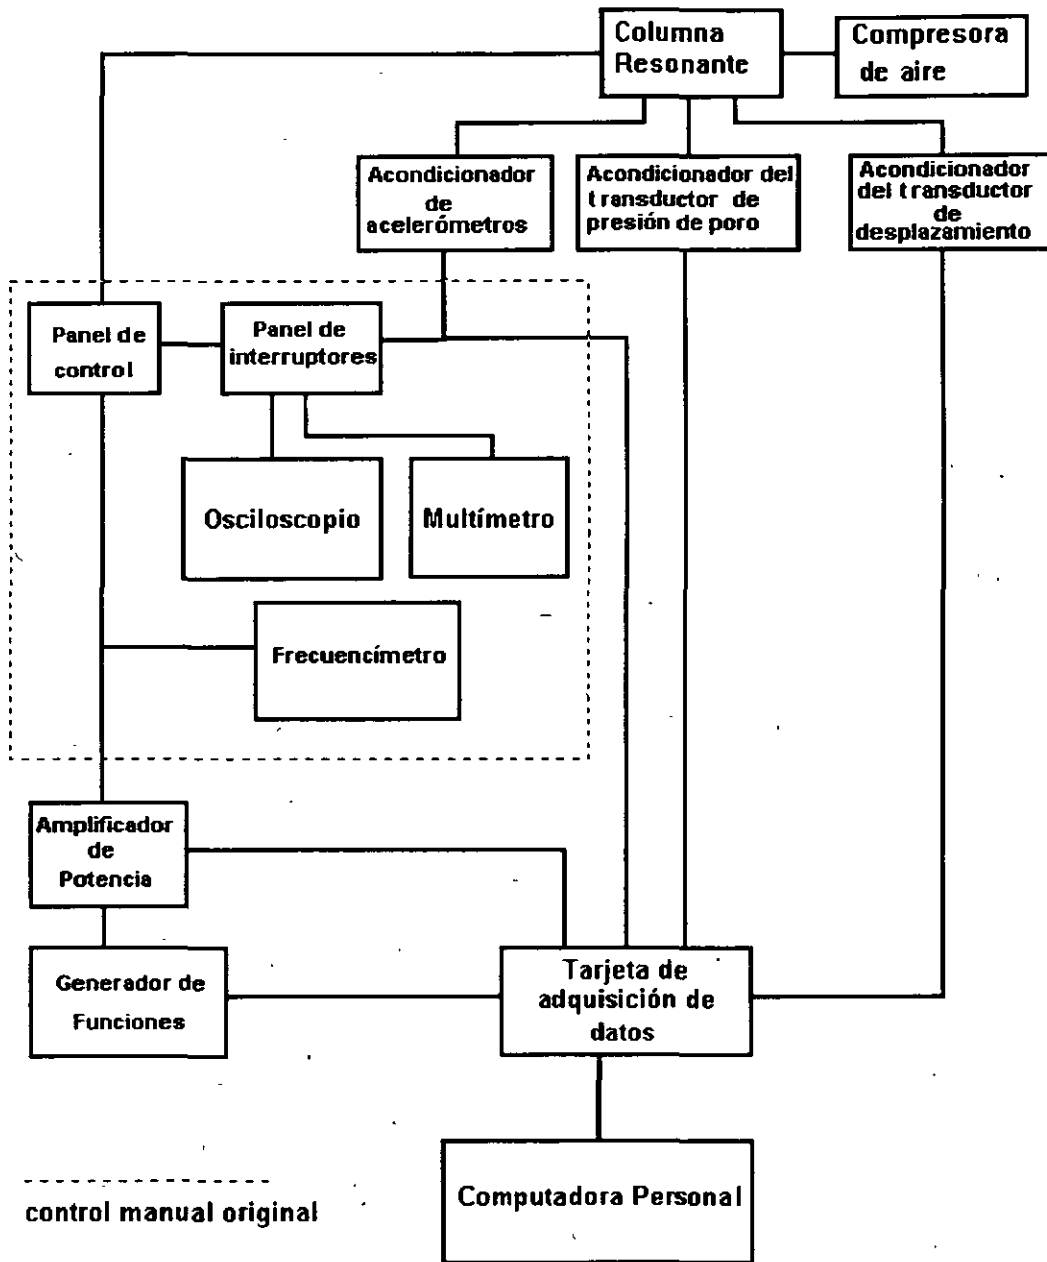 Columna
Resonante
Compresora
de aire
Acondicionador
de
acelerómetros
Acondicionador del
transductor de
presión de poro
Acondicionador
del transductor
de
desplazamiento
Panel de
control
Panel de
interruptores
Osciloscopio
Multímetro
Frecuencímetro
Amplificador
de
Potencia
Generador de
Funciones
Tarjeta de
adquisición de
datos
Computadora Personal
control manual original